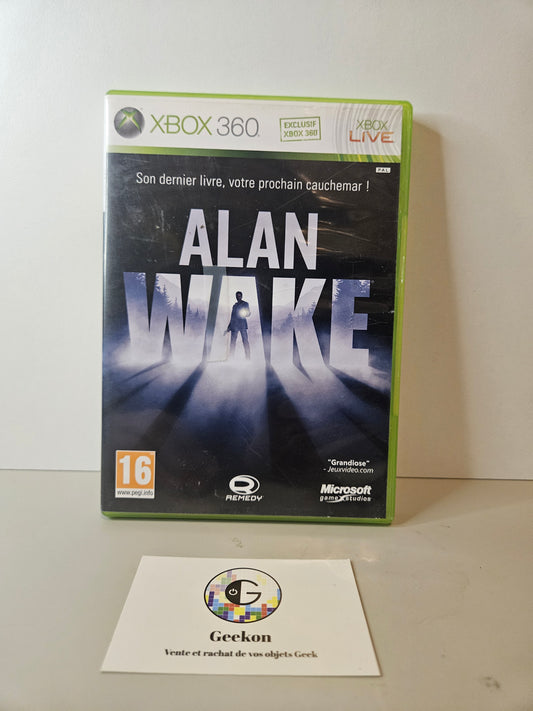 XBOX 360
EXCLUSIF
XBOX 360
XBOX
LIVE
PAL
Son dernier livre, votre prochain cauchemar !
ALAN
WAKE
16
www.pegi.info
R
REMEDY
"Grandiose"
- Jeuxvideo.com
Microsoft
game studios
G
Geekon
Vente et rachat de vos objets Geek